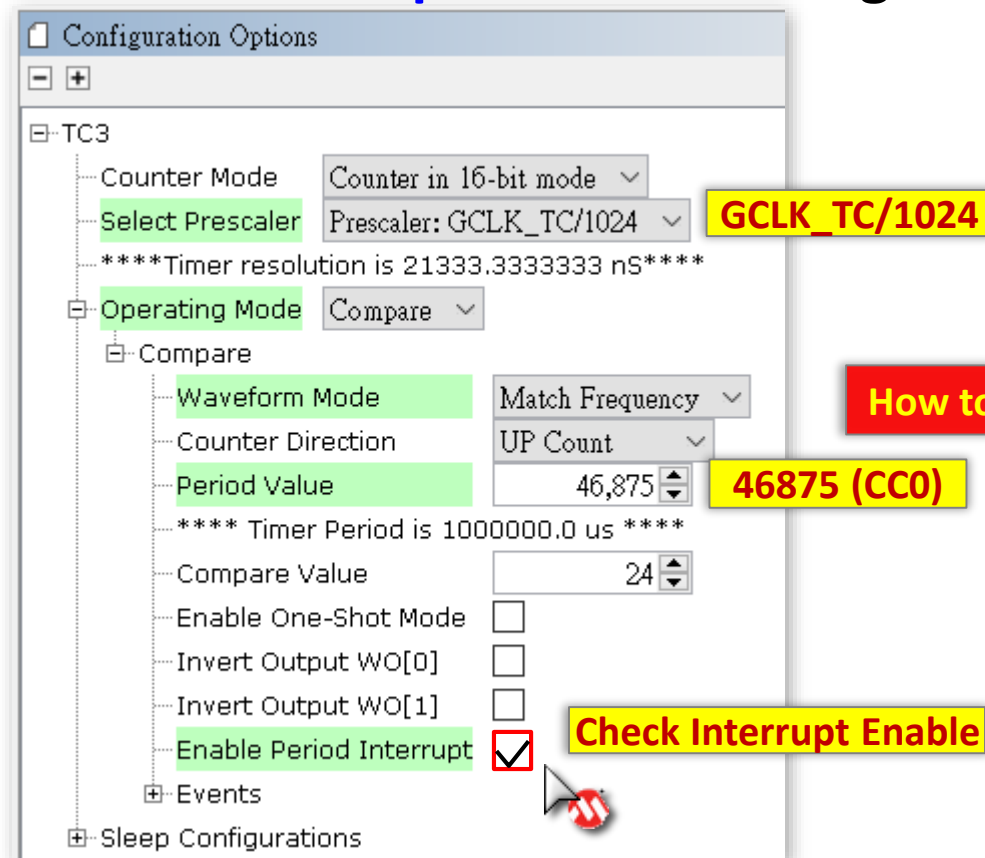 Configuration Options
TC3
Counter Mode Counter in 16-bit mode
Select Prescaler Prescaler: GCLK_TC/1024 GCLK_TC/1024
****Timer resolution is 21333.3333333 nS****
Operating Mode Compare
Compare
Waveform Mode Match Frequency
How to
Counter Direction UP Count
Period Value 46,875 46875 (CC0)
**** Timer Period is 1000000.0 us ****
Compare Value 24
Enable One-Shot Mode
Invert Output WO[0]
Invert Output WO[1]
Enable Period Interrupt Check Interrupt Enable
Events
Sleep Configurations